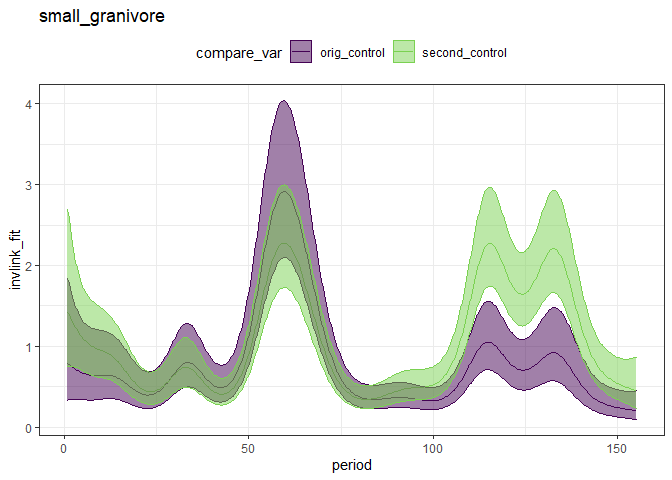 small_granivore
compare_var orig_control second_control
4
3
2
1
0
invlink_fit
0 50 100 150
period